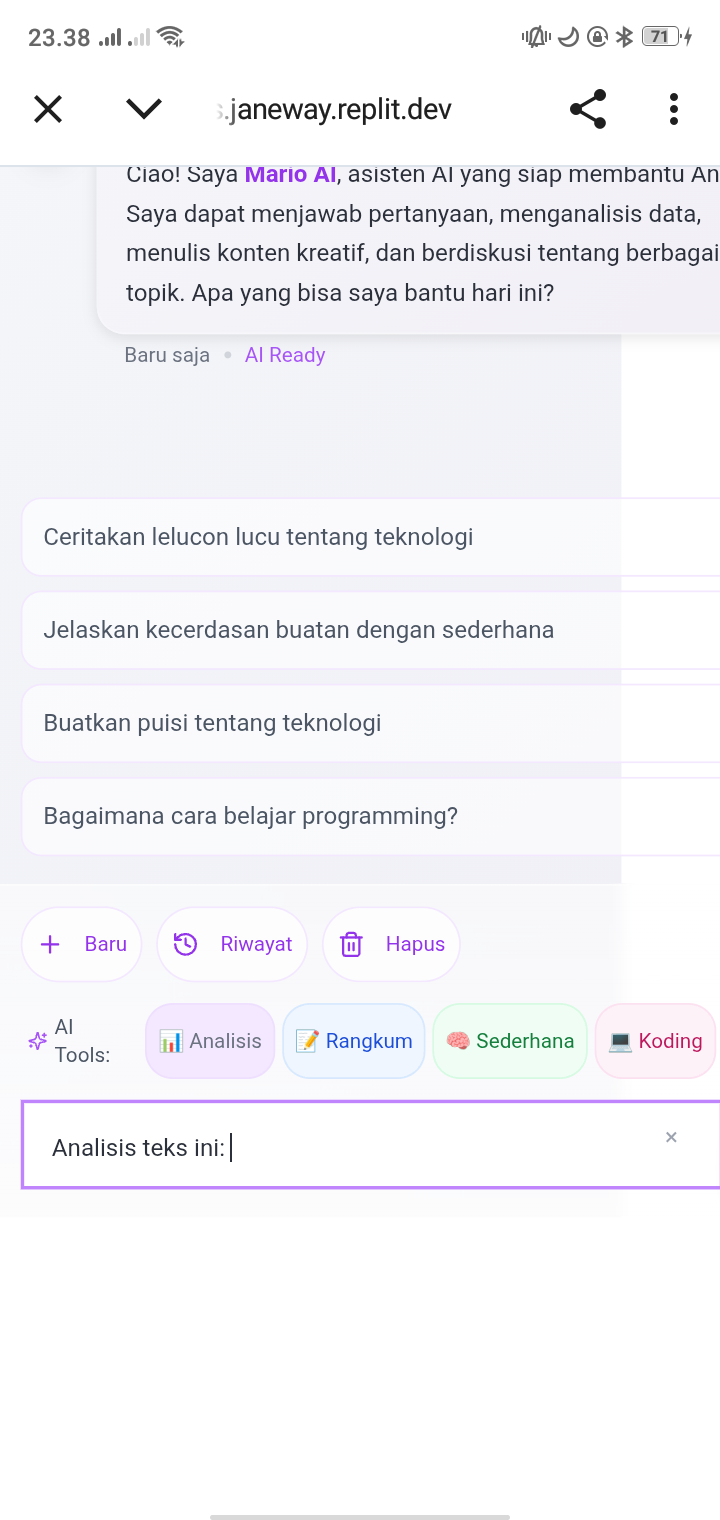 23.38
71
s.janeway.replit.dev
Ciao! Saya Mario AI, asisten AI yang siap membantu An
Saya dapat menjawab pertanyaan, menganalisis data,
menulis konten kreatif, dan berdiskusi tentang berbagai
topik. Apa yang bisa saya bantu hari ini?
Baru saja • AI Ready
Ceritakan lelucon lucu tentang teknologi
Jelaskan kecerdasan buatan dengan sederhana
Buatkan puisi tentang teknologi
Bagaimana cara belajar programming?
Baru
Riwayat
Hapus
AI
Tools:
Analisis
Rangkum
Sederhana
Koding
Analisis teks ini: